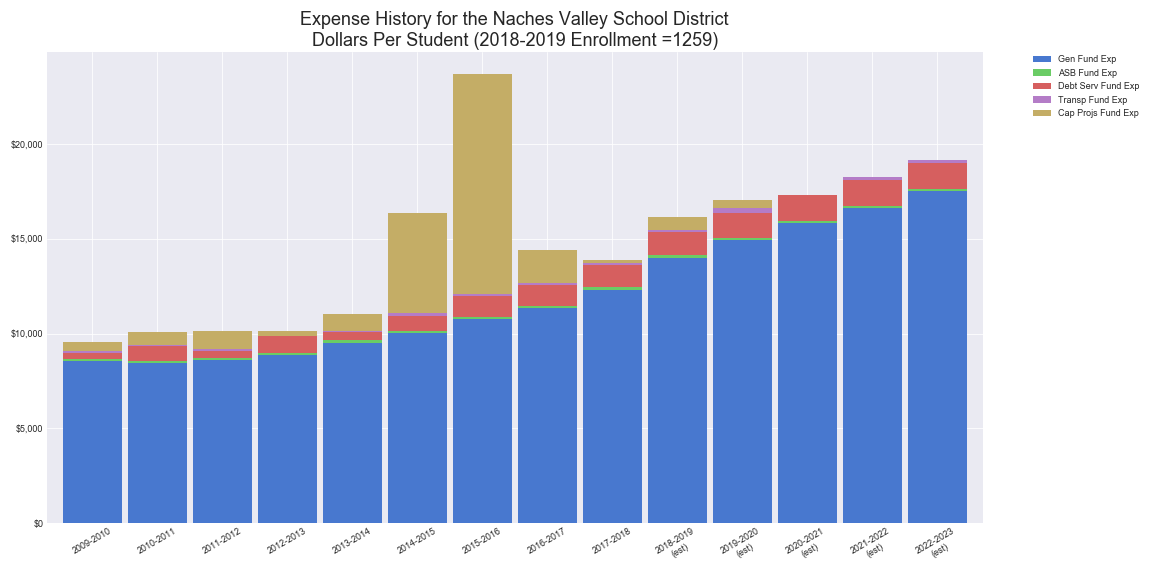 Expense History for the Naches Valley School District
Dollars Per Student (2018-2019 Enrollment =1259)
Gen Fund Exp
ASB Fund Exp
Debt Serv Fund Exp
Transp Fund Exp
Cap Projs Fund Exp
$20,000
$15,000
$10,000
$5,000
$0
2009-2010
2010-2011
2011-2012
2012-2013
2013-2014
2014-2015
2015-2016
2016-2017
2017-2018
2018-2019
(est)
2019-2020
(est)
2020-2021
(est)
2021-2022
(est)
2022-2023
(est)